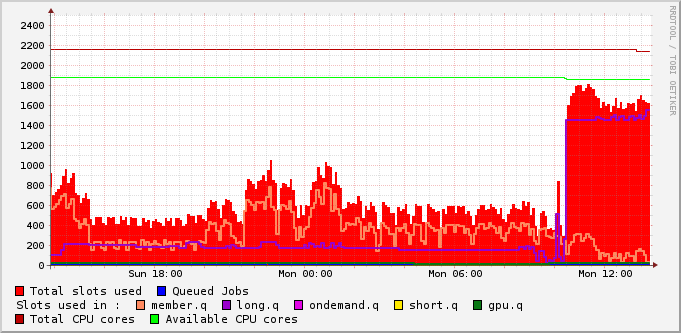 RRDTOOL / TOBI OETIKER
2400
2200
2000
1800
1600
1400
1200
1000
800
600
400
200
0
Sun 18:00 Mon 00:00 Mon 06:00 Mon 12:00
Total slots used Queued Jobs
Slots used in : member.q long.q ondemand.q short.q gpu.q
Total CPU cores Available CPU cores